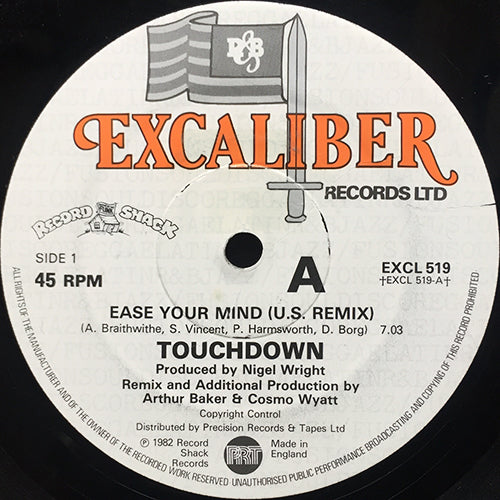 R&B
S
EXCALIBER
RECORDS LTD
RECORD SHACK
SIDE 1
45 RPM
A
EXCL 519
†EXCL 519-A†
EASE YOUR MIND (U.S. REMIX)
(A. Braithwithe, S. Vincent, P. Harmsworth, D. Borg) 7.03
TOUCHDOWN
Produced by Nigel Wright
Remix and Additional Production by
Arthur Baker & Cosmo Wyatt
Copyright Control
Distributed by Precision Records & Tapes Ltd
℗ 1982 Record
Shack
Records
PRT
Made in
England
ALL RIGHTS OF THE MANUFACTURER AND OF THE OWNER OF THE RECORDED WORK RESERVED UNAUTHORISED PUBLIC PERFORMANCE BROADCASTING AND COPYING OF THIS RECORD PROHIBITED